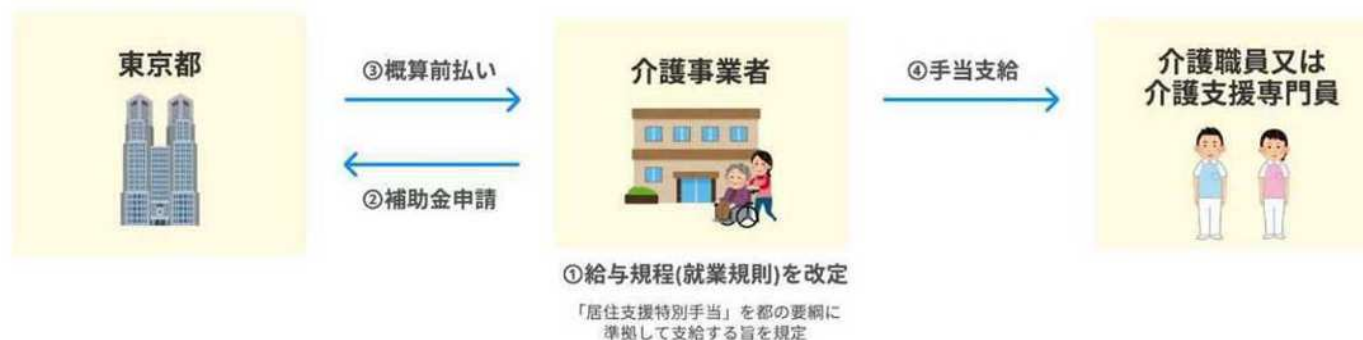 東京都
③概算前払い
②補助金申請
介護事業者
①給与規程(就業規則)を改定
「居住支援特別手当」を都の要綱に
準拠して支給する旨を規定
④手当支給
介護職員又は
介護支援専門員